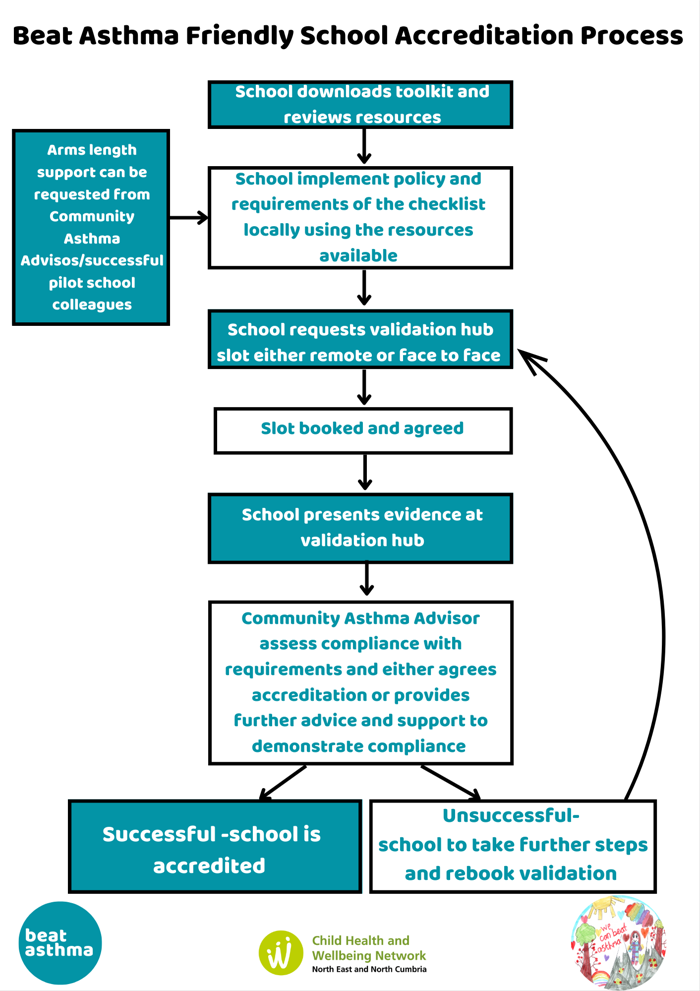 Beat Asthma Friendly School Accreditation Process
School downloads toolkit and
reviews resources
Arms length
support can be
requested from
Community
Asthma
Advisos/successful
pilot school
colleagues
School implement policy and
requirements of the checklist
locally using the resources
available
School requests validation hub
slot either remote or face to face
Slot booked and agreed
School presents evidence at
validation hub
Community Asthma Advisor
assess compliance with
requirements and either agrees
accreditation or provides
further advice and support to
demonstrate compliance
Successful -school is
accredited
Unsuccessful-
school to take further steps
and rebook validation
beat
asthma
Child Health and
Wellbeing Network
North East and North Cumbria
we
can beat
asthma